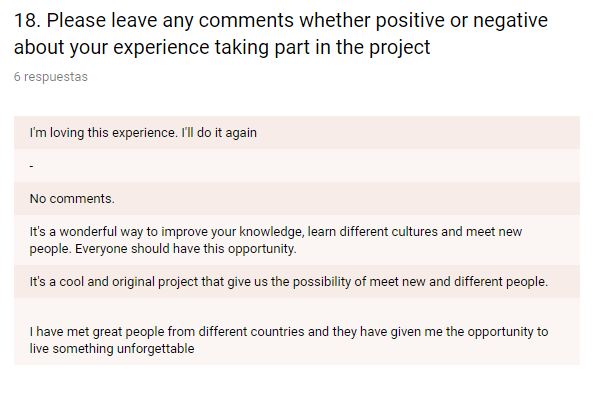 18. Please leave any comments whether positive or negative
about your experience taking part in the project
6 respuestas
I'm loving this experience. I'll do it again
-
No comments.
It's a wonderful way to improve your knowledge, learn different cultures and meet new
people. Everyone should have this opportunity.
It's a cool and original project that give us the possibility of meet new and different people.
I have met great people from different countries and they have given me the opportunity to
live something unforgettable